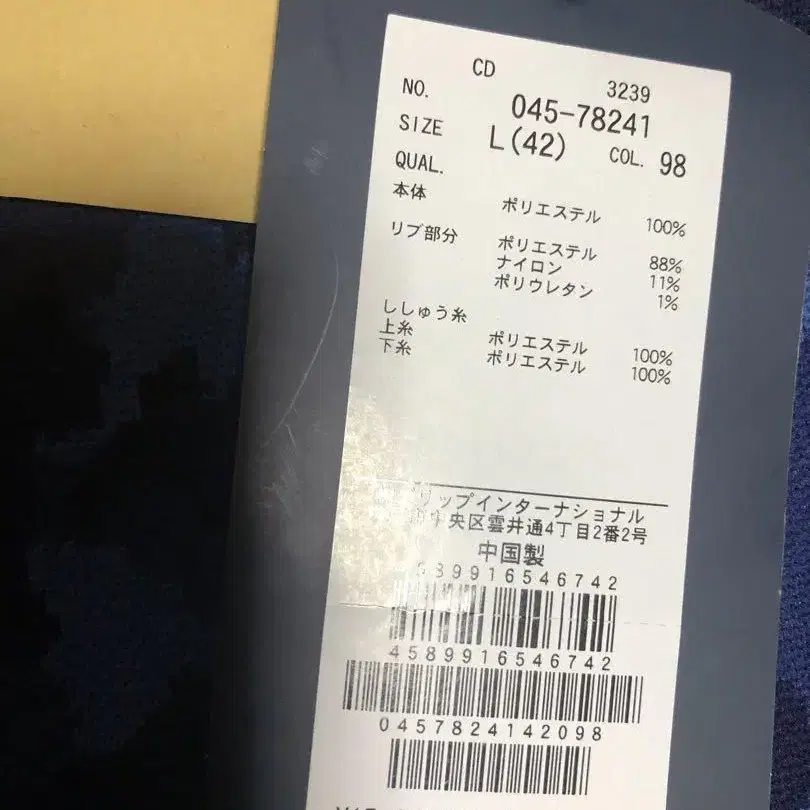 CD 3239
NO. 045-78241
SIZE L(42) COL. 98
QUAL.
本体 ポリエステル 100%
リブ部分 ポリエステル 88%
ナイロン 11%
ポリウレタン 1%
ししゅう糸
上糸 ポリエステル 100%
下糸 ポリエステル 100%
リップインターナショナル
中央区雲井通4丁目2番2号
中国製
589916546742
4589916546742
0457824142098